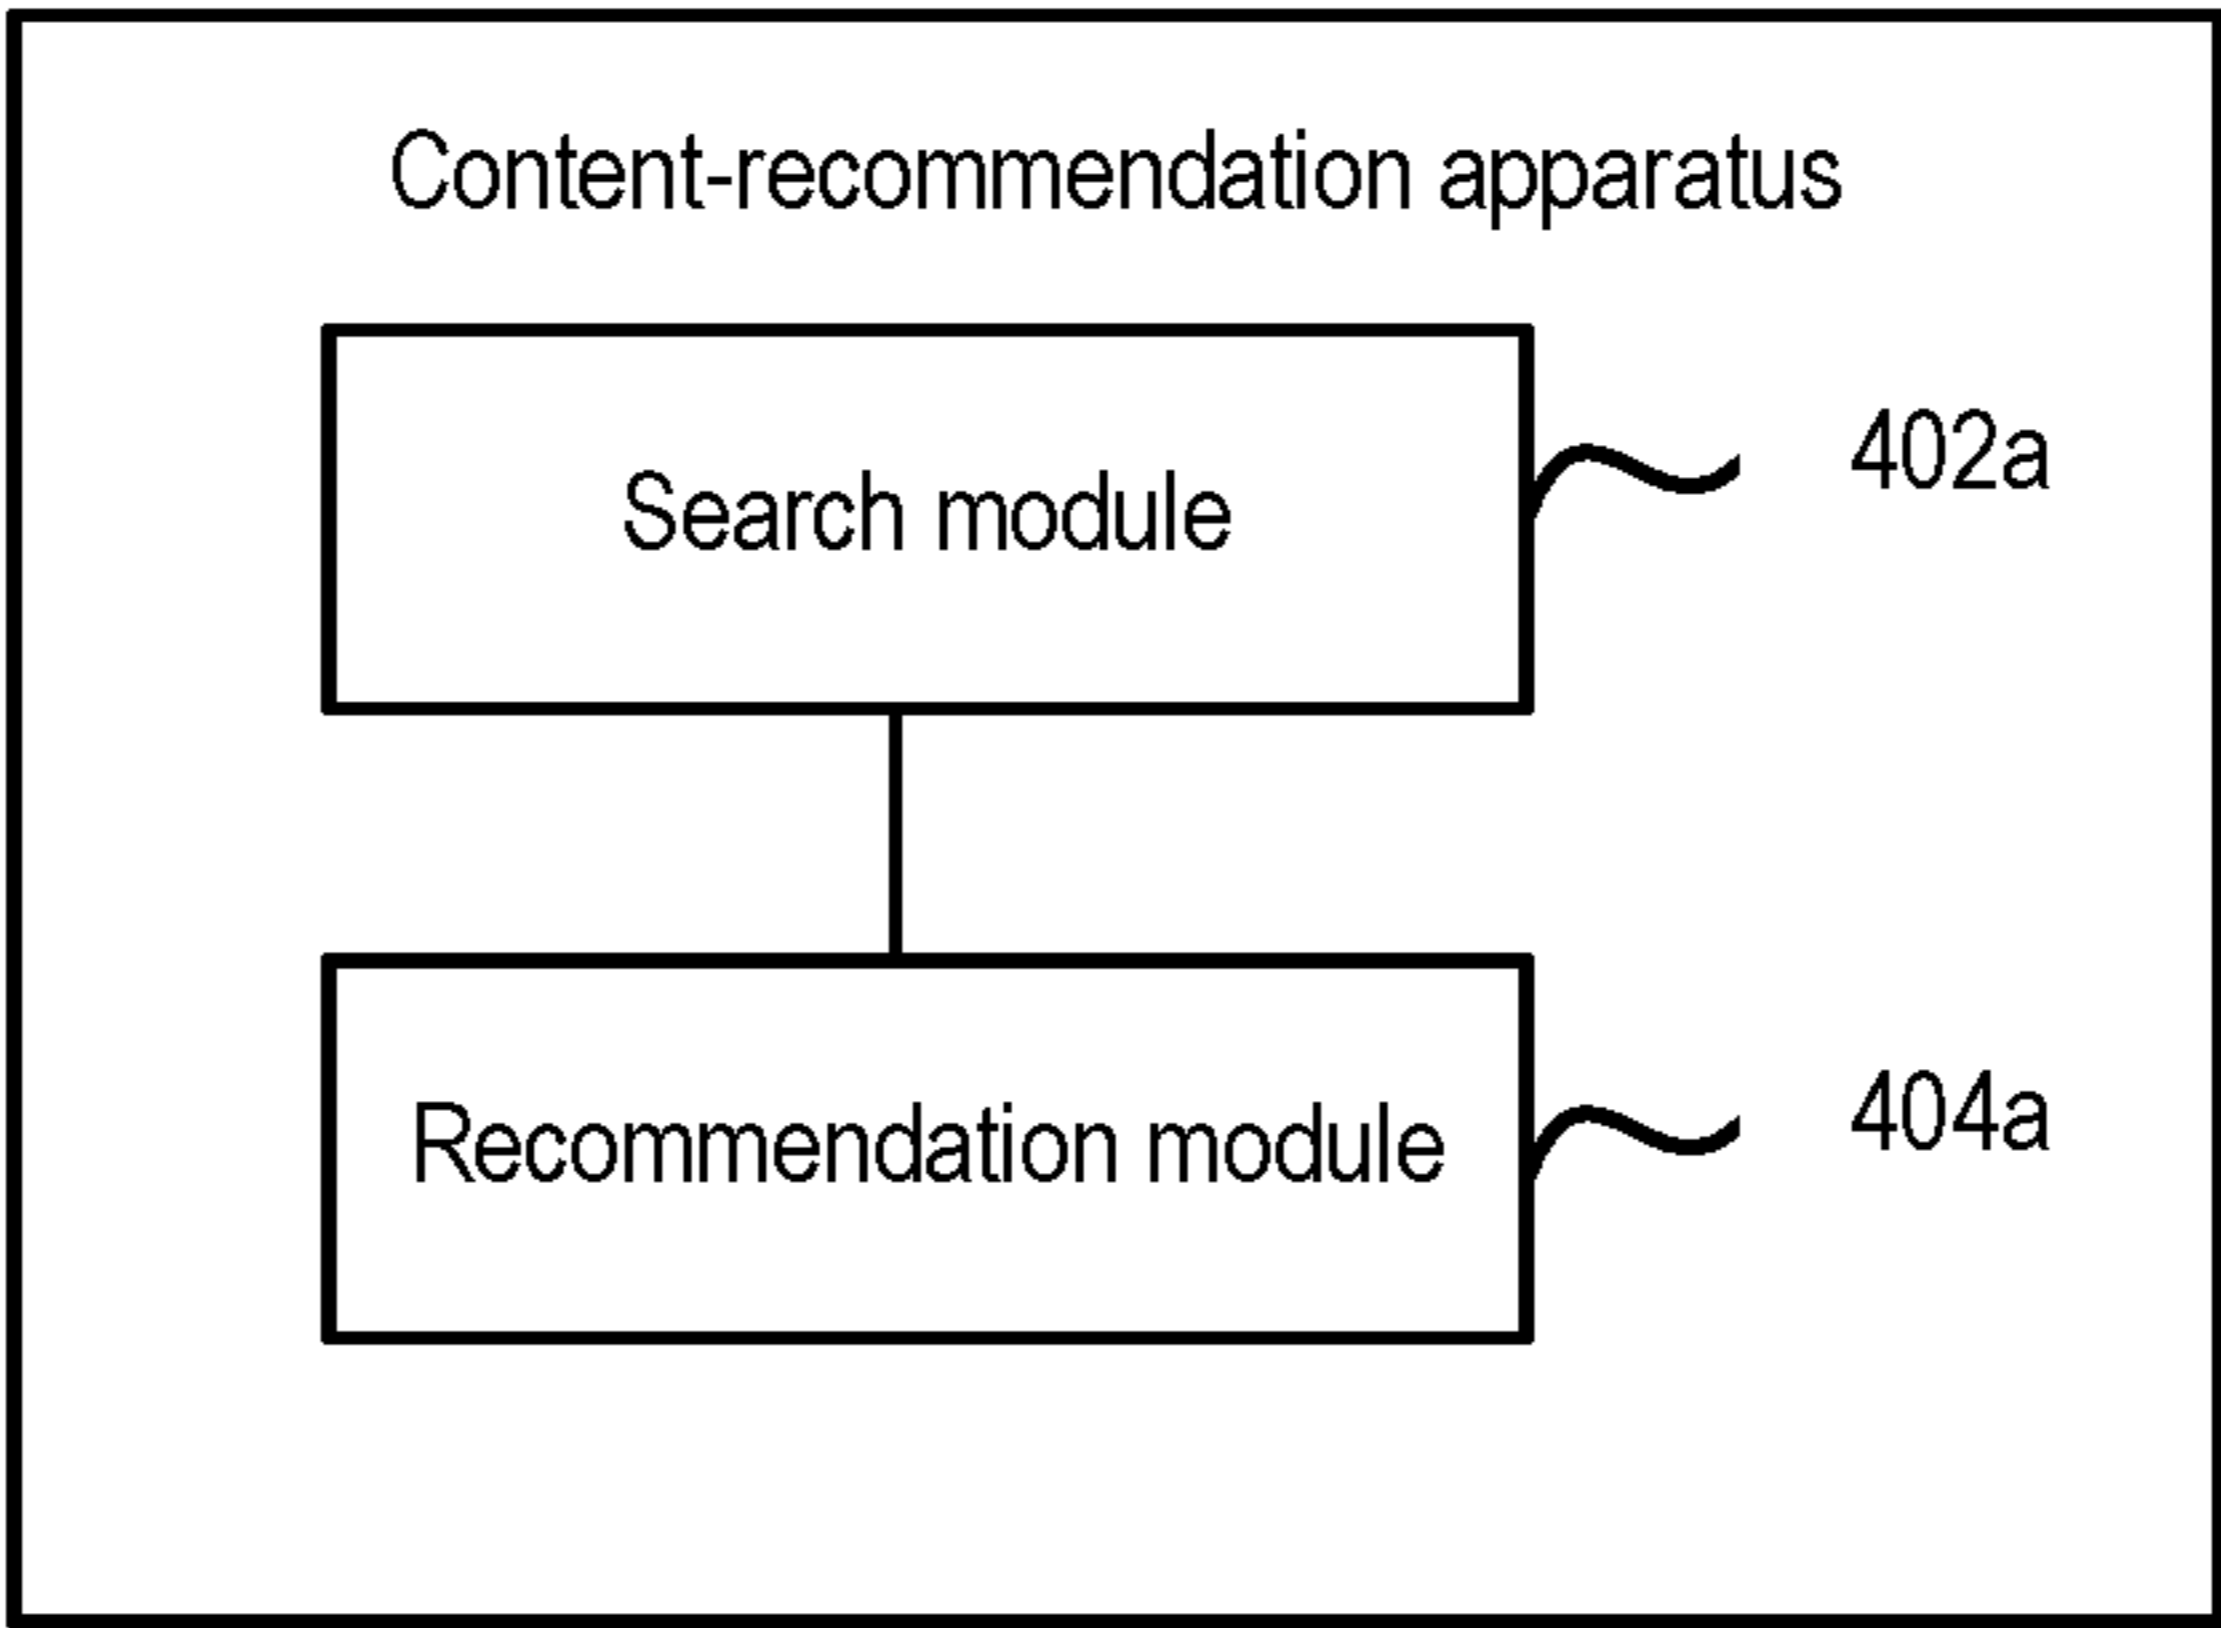 Content-recommendation apparatus
Search module
402a
Recommendation module
404a